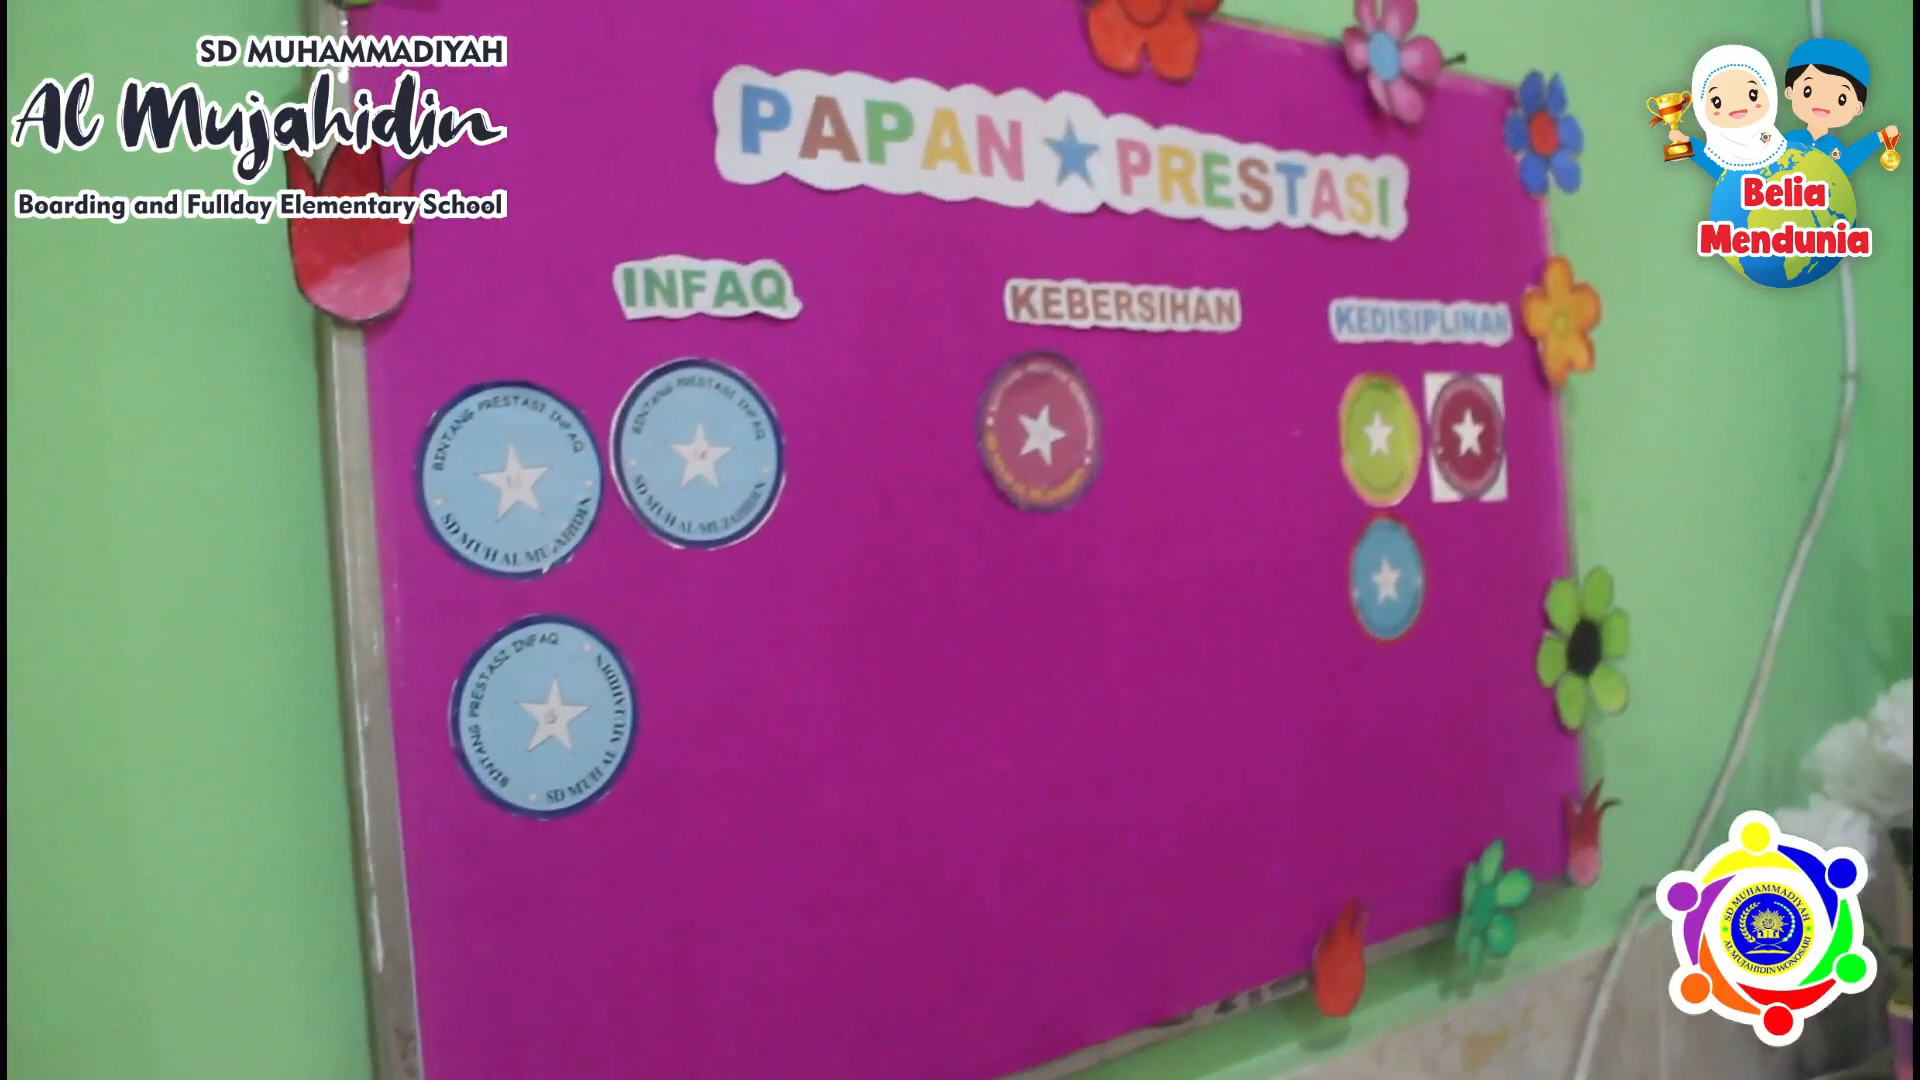 SD MUHAMMADIYAH
Al Mujahidin
Boarding and Fullday Elementary School
Belia
Mendunia
PAPAN ★ PRESTASI
INFAQ
KEBERSIHAN
KEDISIPLINAN
BINTANG PRESTASI INFAQ
SD MUH AL MUJAHIDIN
BINTANG PRESTASI INFAQ
SD MUH AL MUJAHIDIN
BINTANG PRESTASI INFAQ
SD MUH AL MUJAHIDIN
SD MUHAMMADIYAH
AL MUJAHIDIN WONOSARI